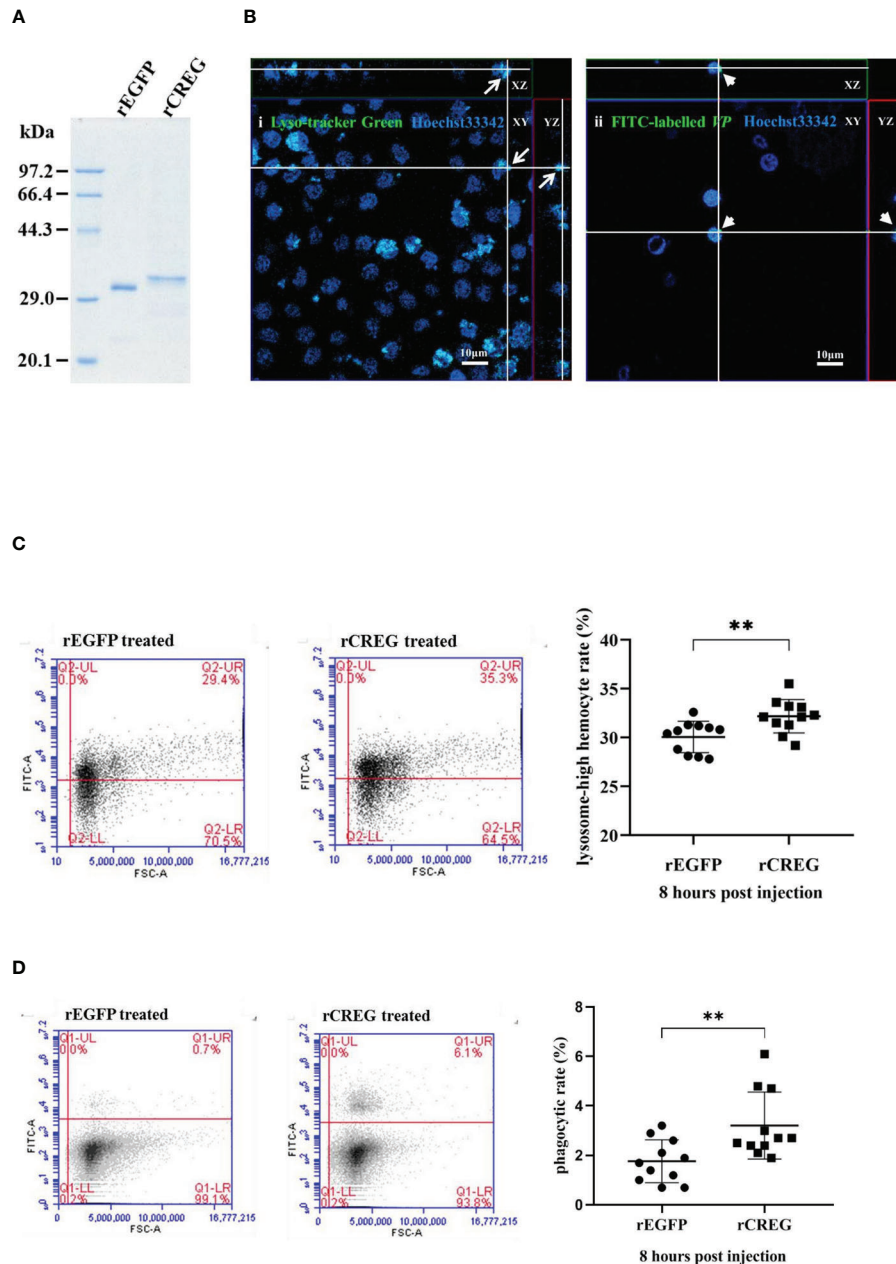 A
rEGFP
rCREG
kDa
97.2
66.4
44.3
29.0
20.1
B
XZ
i Lyso-tracker Green Hoechst33342 XY YZ
10μm
XZ
ii FITC-labelled VP Hoechst33342 XY YZ
10μm
C
rEGFP treated
Q2-UL
0.0%
Q2-UR
29.4%
Q2-LL
Q2-LR
70.5%
FITC-A
10 5,000,000 10,000,000 16,777,215
FSC-A
rCREG treated
Q2-UL
0.0%
Q2-UR
35.3%
Q2-LL
Q2-LR
64.5%
FITC-A
10 5,000,000 10,000,000 16,777,215
FSC-A
lysosome-high hemocyte rate (%)
40
35
30
25
20
**
rEGFP rCREG
8 hours post injection
D
rEGFP treated
Q1-UL
0.0%
Q1-UR
0.7%
Q1-LL
0.2%
Q1-LR
99.1%
FITC-A
0 5,000,000 10,000,000 16,777,215
FSC-A
rCREG treated
Q1-UL
0.0%
Q1-UR
6.1%
Q1-LL
0.2%
Q1-LR
93.8%
FITC-A
0 5,000,000 10,000,000 16,777,215
FSC-A
phagocytic rate (%)
8
6
4
2
0
**
rEGFP rCREG
8 hours post injection